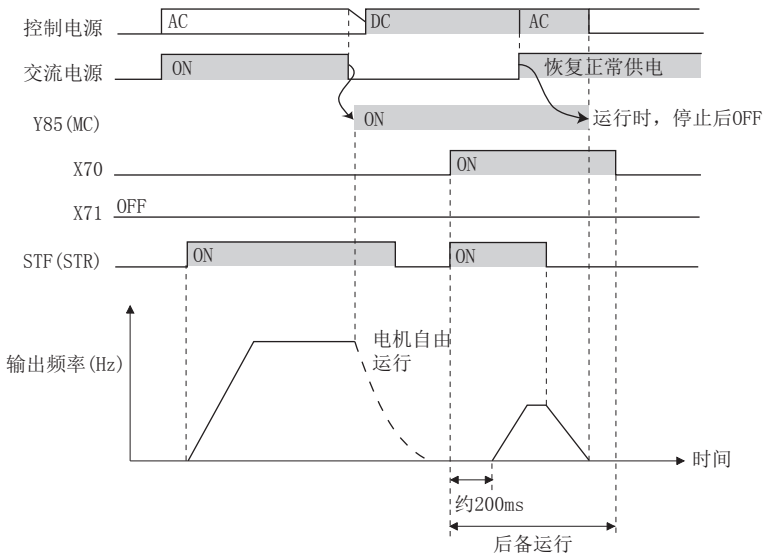 控制电源 AC DC AC
交流电源 ON 恢复正常供电
Y85(MC) ON 运行时，停止后OFF
X70 ON
X71 OFF
STF(STR) ON ON
输出频率(Hz)
电机自由
运行
时间
约200ms
后备运行